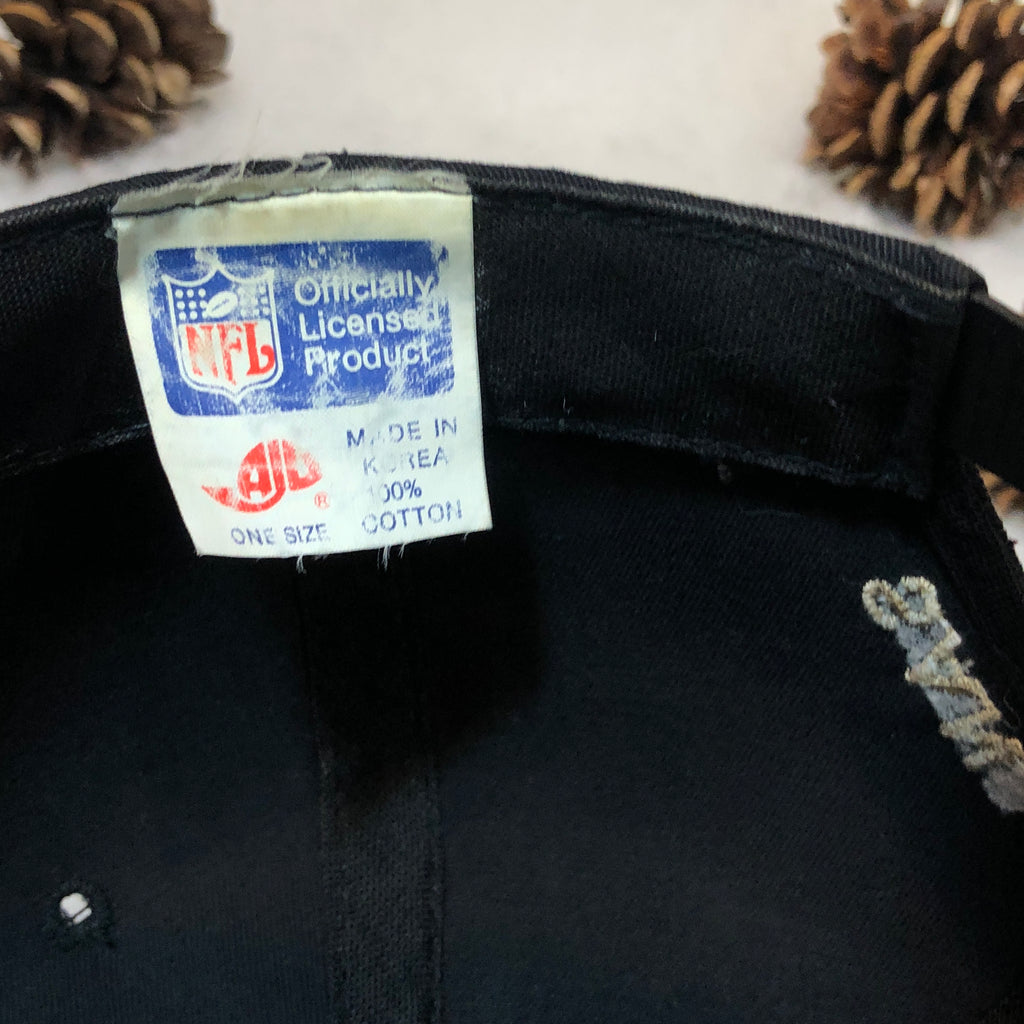 NFL
Officially
Licensed
Product
AJD
®
MADE IN
KOREA
100%
COTTON
ONE SIZE